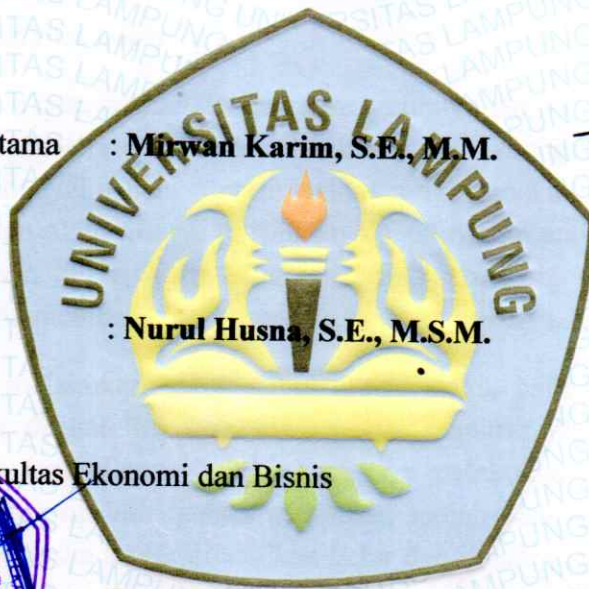 UNIVERSITAS LAMPUNG
tama : Mirwan Karim, S.E., M.M.
: Nurul Husna, S.E., M.S.M.
kultas Ekonomi dan Bisnis